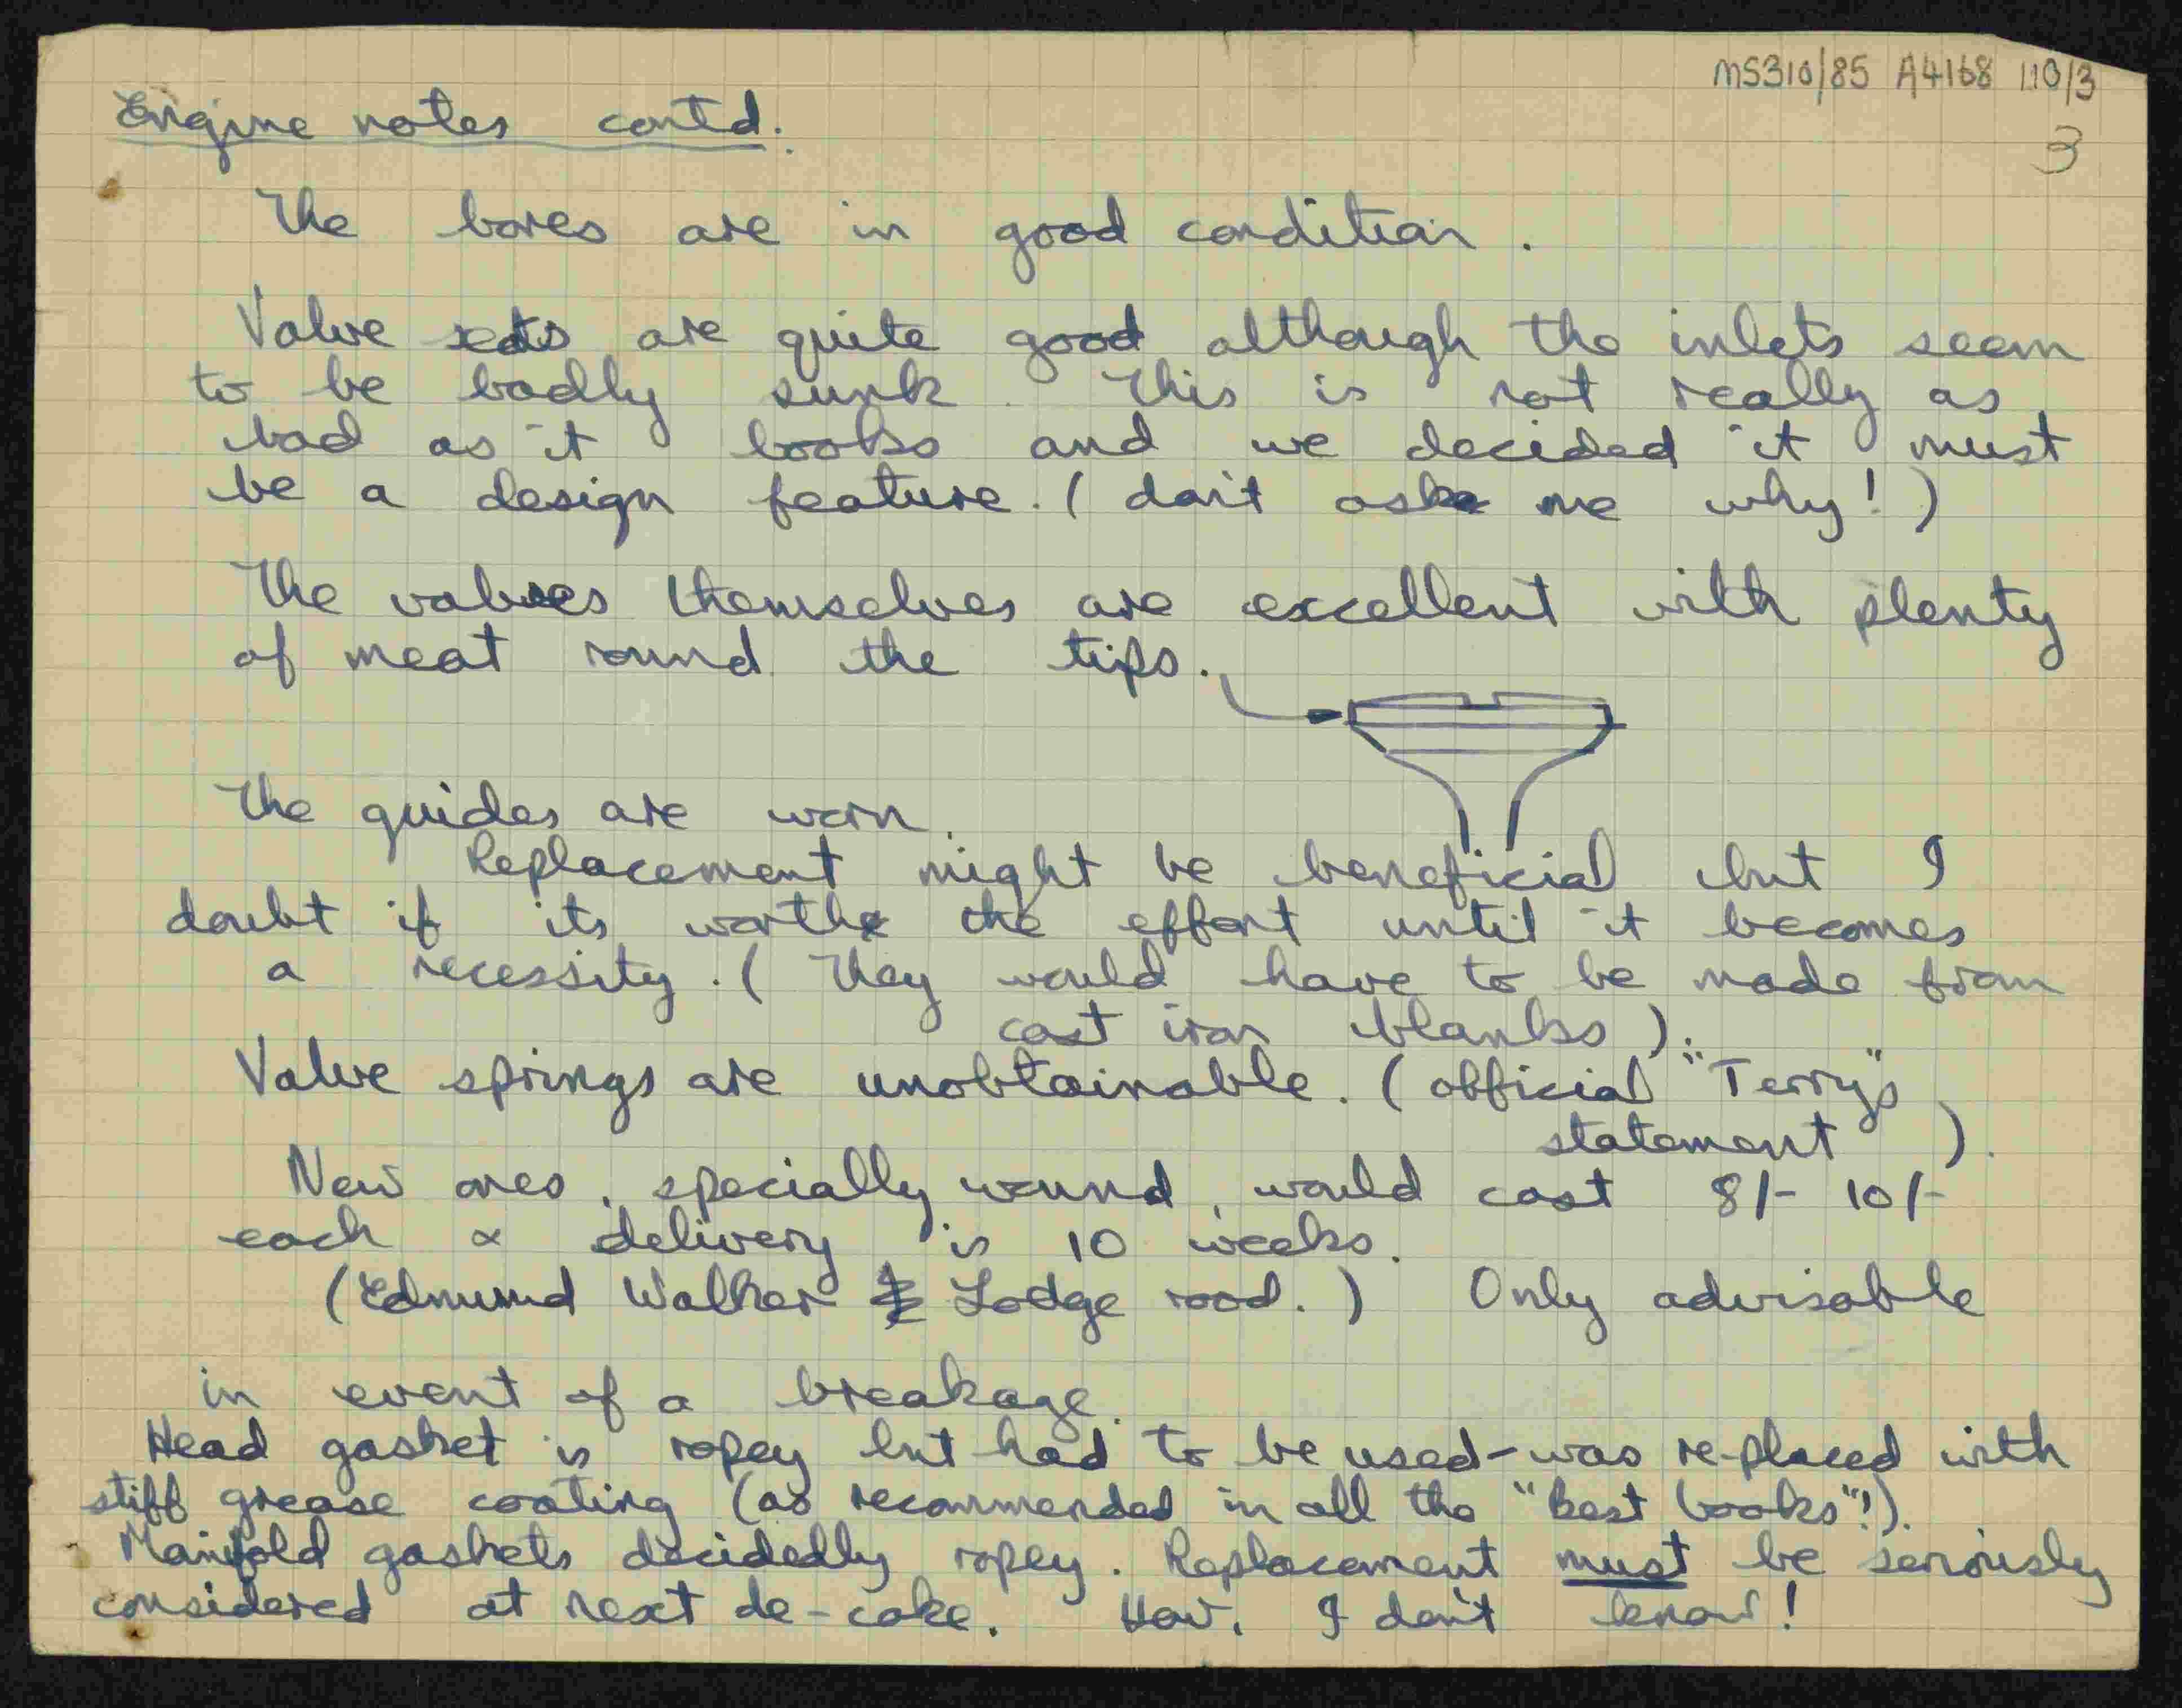 MS310/85 A4168 110/3
3
Engine notes contd.
The bores are in good condition.
Valve seats are quite good although the inlets seem
to be badly sunk. This is not really as
bad as it looks and we decided it must
be a design feature. (don't ask me why!)
The valves themselves are excellent with plenty
of meat round the tips.
The guides are worn.
Replacement might be beneficial but I
doubt if its worth the effort until it becomes
a necessity. (They would have to be made from
cast iron blanks).
Valve springs are unobtainable. (official "Terry's"
statement).
New ones, specially wound, would cost 8/- 10/-
each & delivery is 10 weeks.
(Edmund Walker Lodge road.) Only advisable
in event of a breakage.
Head gasket is ropey but had to be used - was re-placed with
stiff grease coating (as recommended in all the "best books"!).
Manifold gaskets decidedly ropey. Replacement must be seriously
considered at next de-coke. How, I don't know!